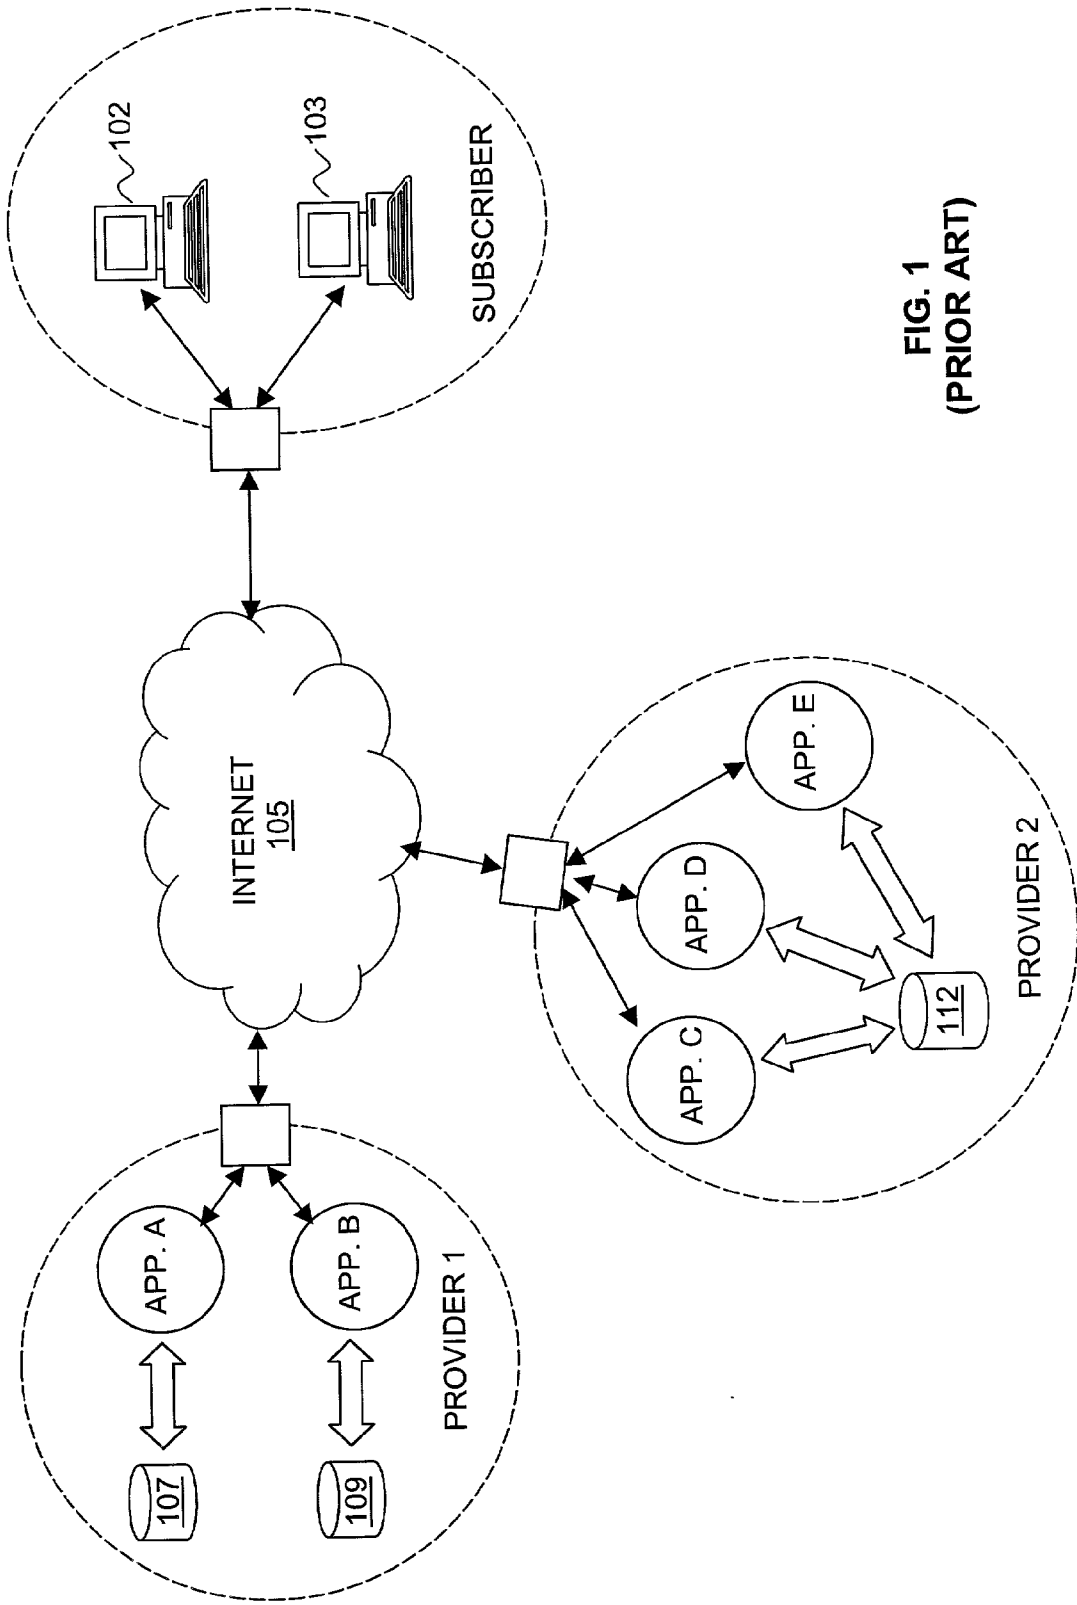 102
103
SUBSCRIBER
INTERNET
105
APP. A
APP. B
107
109
PROVIDER 1
APP. C
APP. D
APP. E
112
PROVIDER 2
FIG. 1
(PRIOR ART)